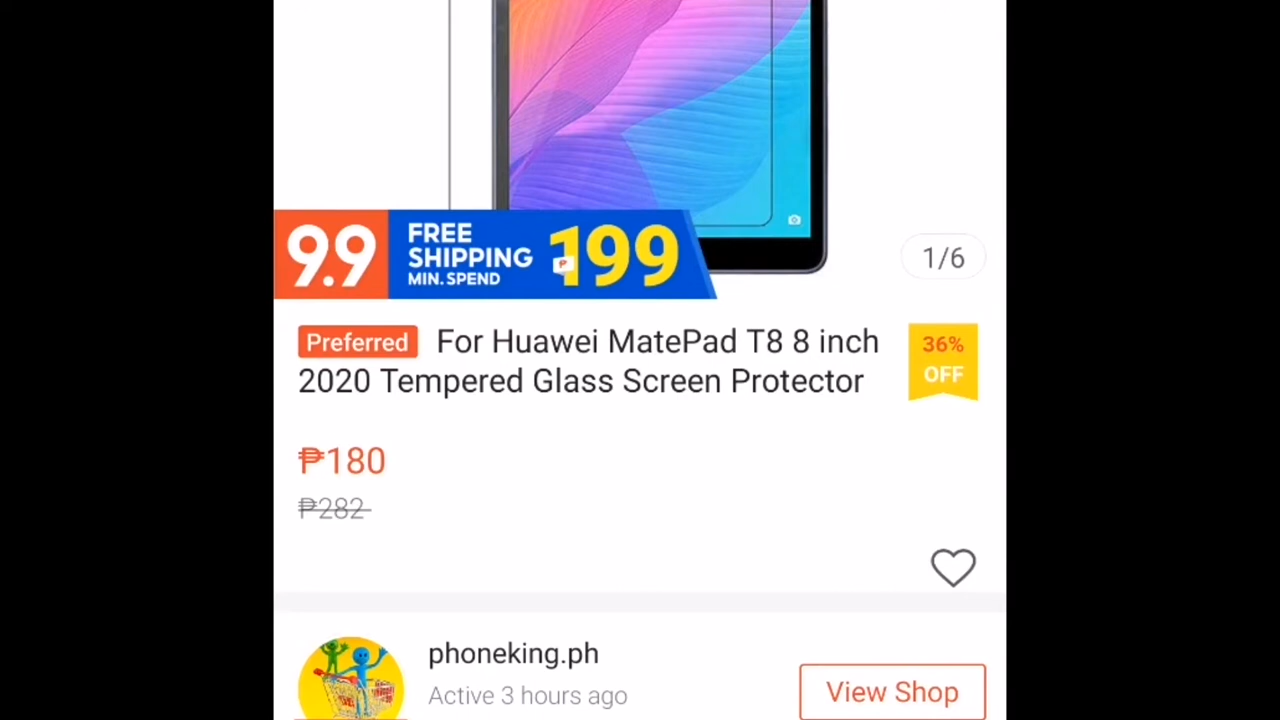 9.9
FREE
SHIPPING
MIN. SPEND
₱199
1/6
Preferred For Huawei MatePad T8 8 inch
2020 Tempered Glass Screen Protector
36%
OFF
₱180
₱282
phoneking.ph
Active 3 hours ago
View Shop